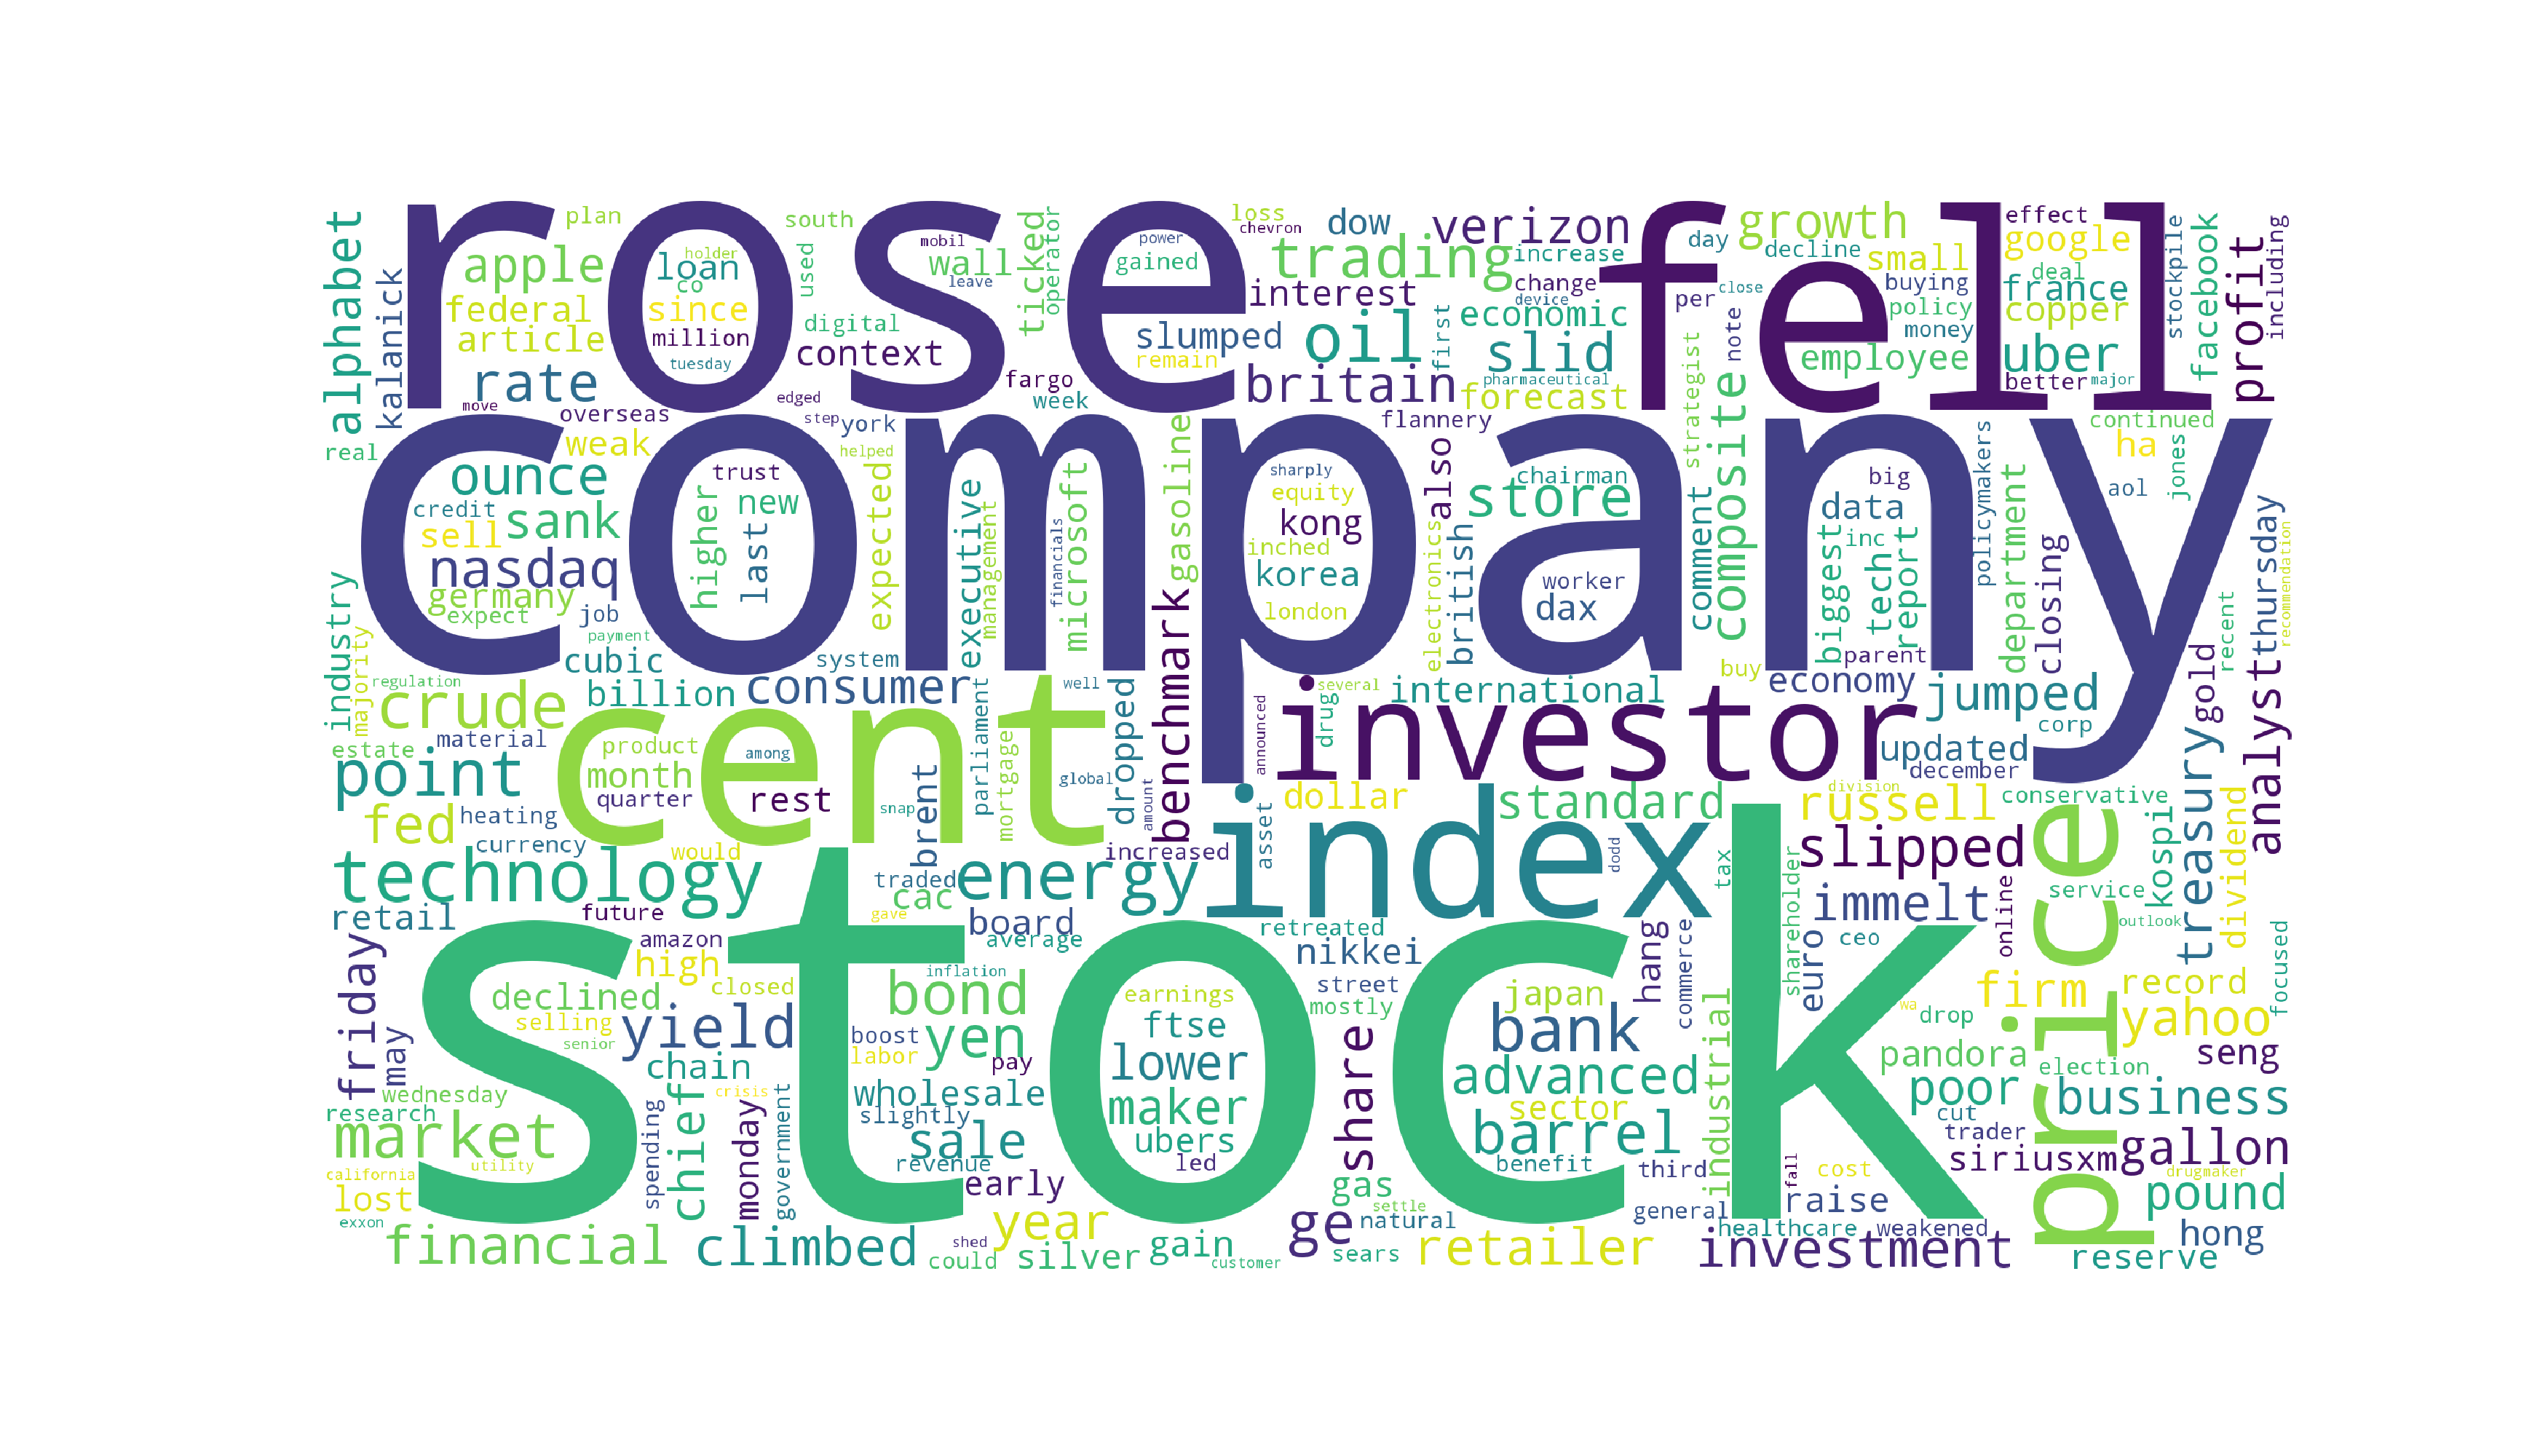 rose
fell
company
stock
cent
investor
index
price
alphabet
kalanick
plan
south
apple
loan
holder
co
federal
since
article
million
tuesday
rate
used
digital
context
mobil
wall
leave
ticked
operator
power
gained
loss
chevron
dow
verizon
trading
interest
slumped
remain
oil
britain
first
increase
change
device
economic
slid
pharmaceutical
forecast
growth
day
decline
per
close
note
small
buying
policy
money
employee
effect
google
deal
france
copper
uber
better
major
stockpile
facebook
profit
including
move
overseas
edged
step
york
fargo
week
flannery
strategist
composite
continued
real
weak
ounce
trust
helped
credit
sell
sank
new
higher
last
expected
executive
management
financials
microsoft
gasoline
sharply
equity
kong
inched
korea
london
also
chairman
store
electronics
british
worker
dax
comment
big
data
inc
biggest
tech
report
parent
policymakers
department
ha
aol
jones
closing
thursday
recommendation
recent
nasdaq
germany
expect
job
payment
industry
majority
regulation
cubic
system
billion
consumer
crude
estate
material
product
among
month
quarter
rest
point
fed
heating
currency
would
parliament
mortgage
well
global
dropped
amount
benchmark
announced
several
drug
international
buy
economy
jumped
corp
updated
december
analyst
gold
treasury
dollar
standard
russell
division
conservative
dividend
kospi
technology
snap
brent
increased
traded
cac
energy
asset
dodd
tax
shareholder
slipped
service
outlook
retail
future
gave
board
immelt
online
friday
may
amazon
high
average
retreated
nikkei
hang
commerce
euro
ceo
declined
closed
inflation
bond
earnings
street
mostly
japan
firm
record
focused
selling
senior
yield
boost
labor
yen
ftse
lower
share
bank
industrial
wa
drop
yahoo
seng
wednesday
research
chain
crisis
pay
wholesale
slightly
maker
advanced
sector
pandora
poor
election
business
market
utility
california
lost
exxon
spending
chief
monday
government
sale
revenue
ubers
led
early
barrel
benefit
third
cut
trader
siriusxm
gallon
drugmaker
fall
cost
raise
pound
financial
climbed
shed
could
year
silver
gain
customer
ge
gas
settle
natural
sears
retailer
general
healthcare
weakened
investment
reserve
hong